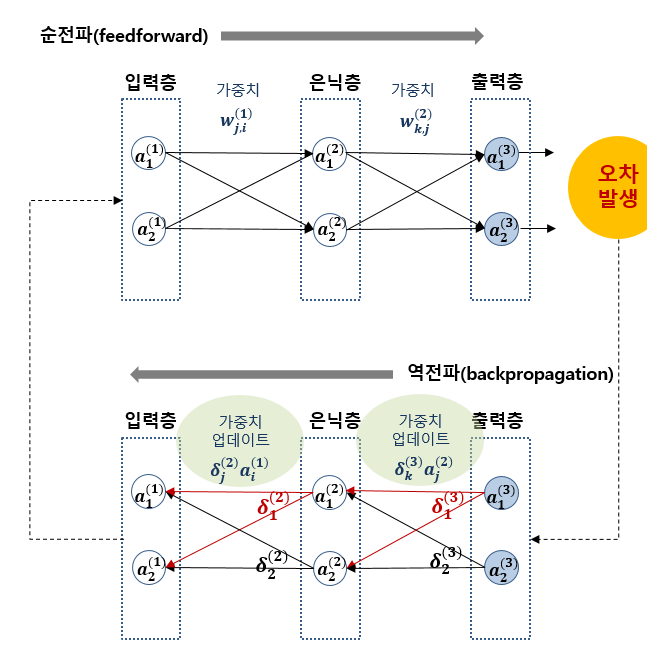 순전파(feedforward)
입력층
가중치
w_{j,i}^{(1)}
은닉층
가중치
w_{k,j}^{(2)}
출력층
a_1^{(1)}
a_1^{(2)}
a_1^{(3)}
a_2^{(1)}
a_2^{(2)}
a_2^{(3)}
오차
발생
역전파(backpropagation)
입력층
가중치
업데이트
δ_j^{(2)}a_i^{(1)}
은닉층
가중치
업데이트
δ_k^{(3)}a_j^{(2)}
출력층
a_1^{(1)}
δ_1^{(2)}
a_1^{(2)}
δ_1^{(3)}
a_1^{(3)}
a_2^{(1)}
δ_2^{(2)}
a_2^{(2)}
δ_2^{(3)}
a_2^{(3)}